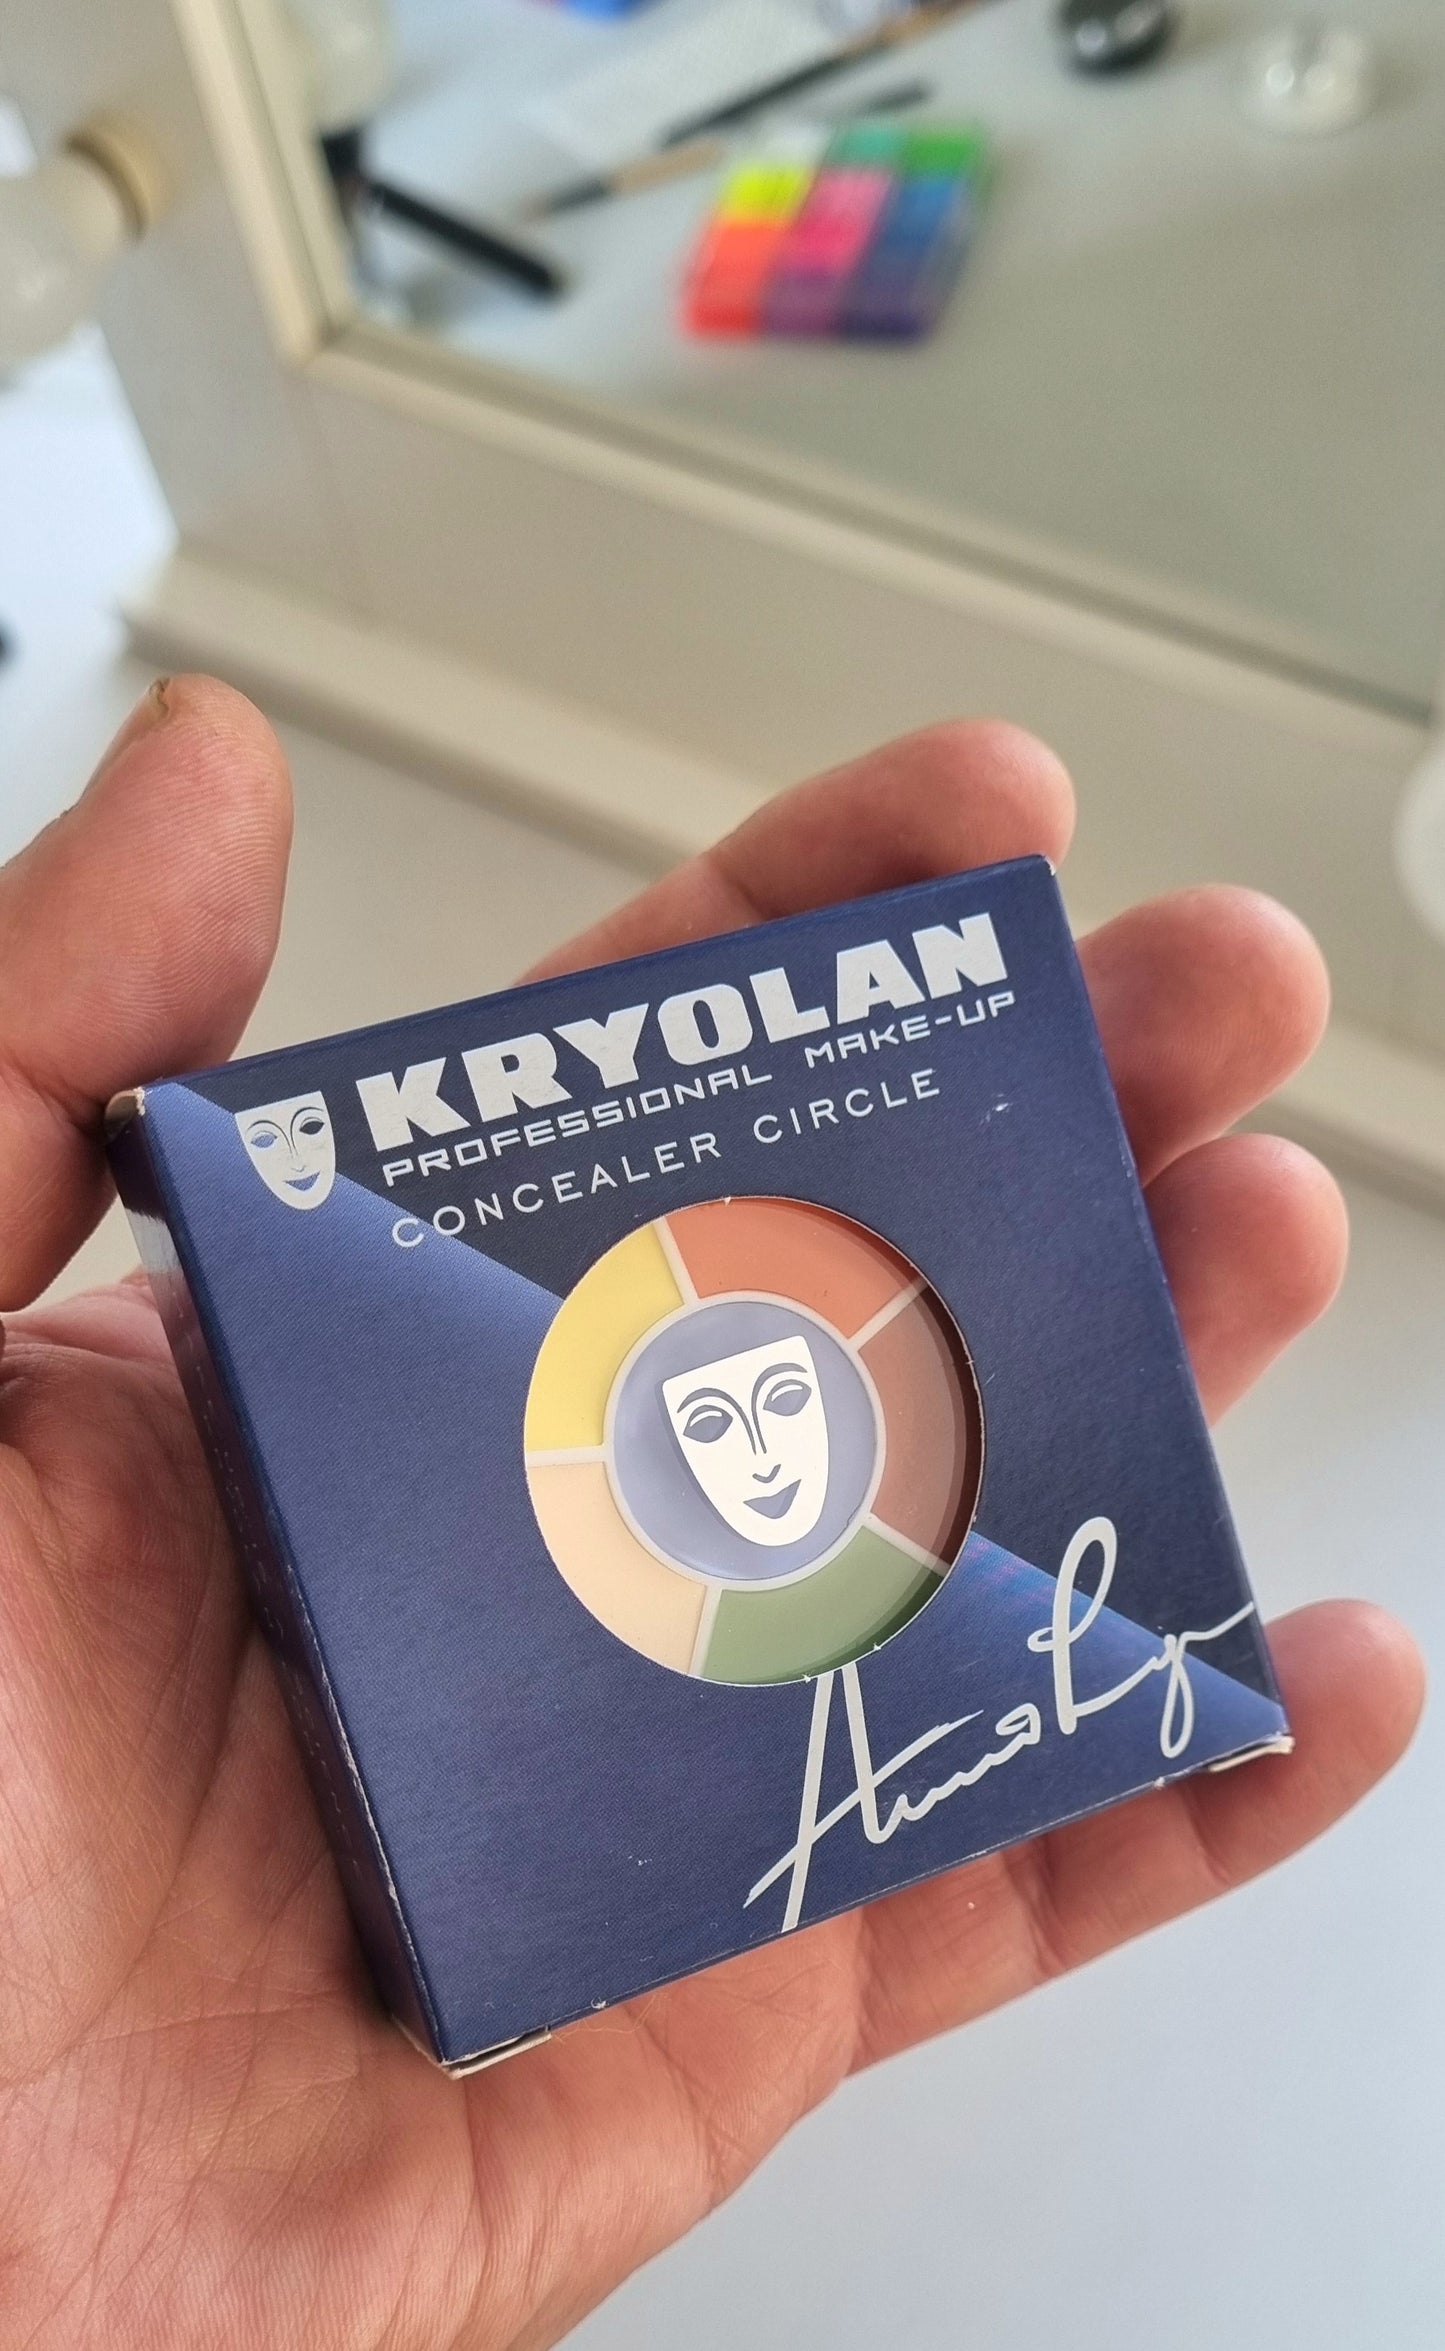 KRYOLAN
PROFESSIONAL MAKE-UP
CONCEALER CIRCLE